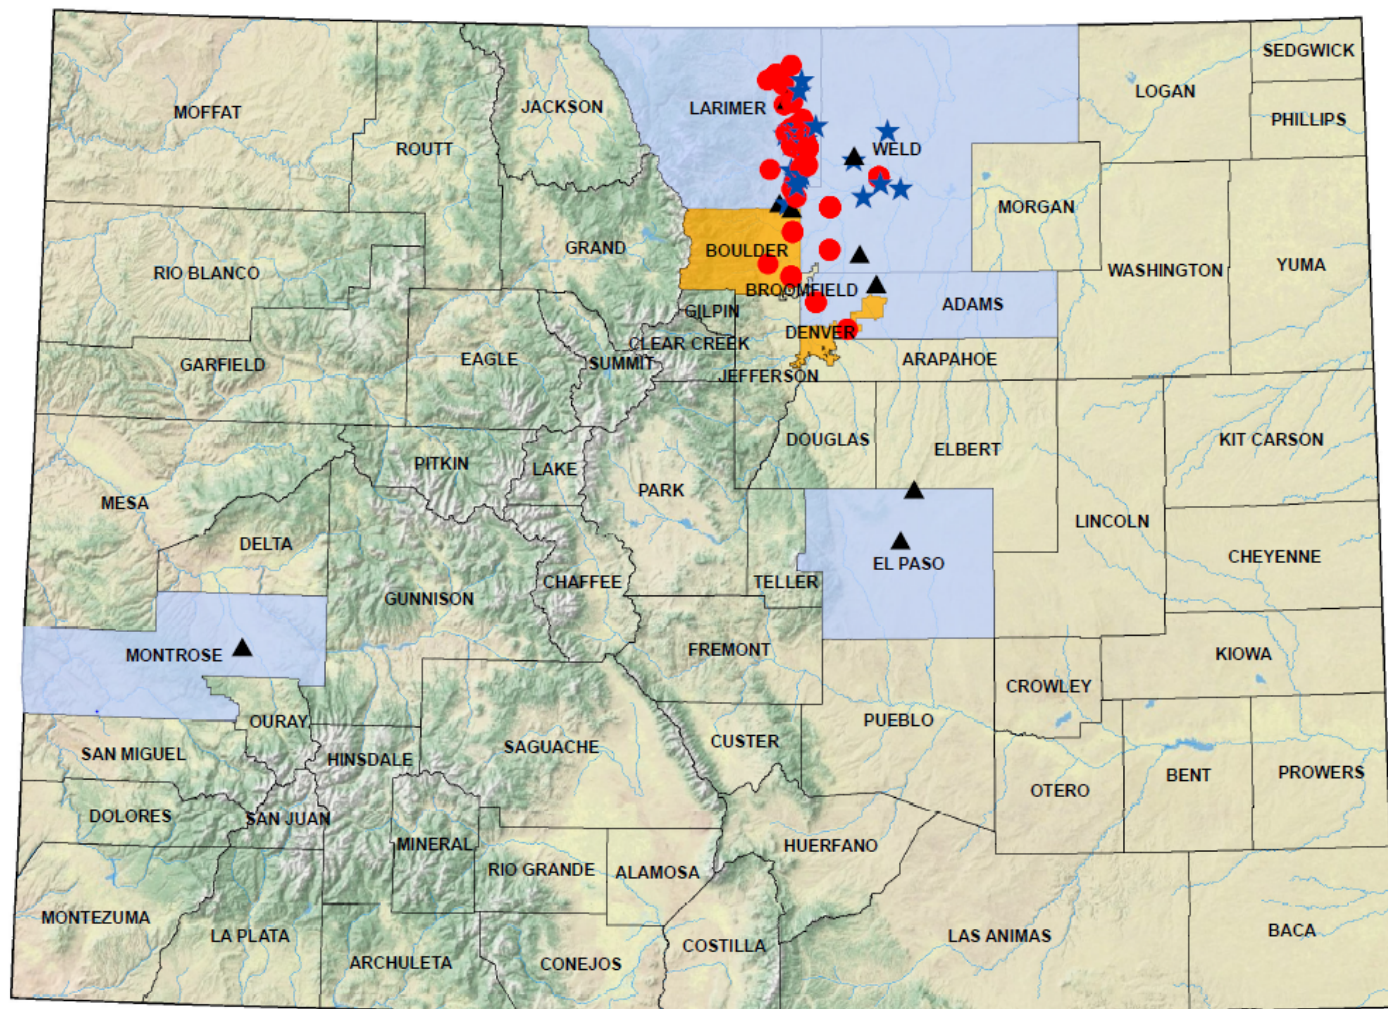 SEDGWICK
LOGAN
JACKSON
LARIMER
MOFFAT
PHILLIPS
ROUTT
WELD
MORGAN
GRAND
BOULDER
YUMA
RIO BLANCO
WASHINGTON
BROOMFIELD
ADAMS
GILPIN
DENVER
CLEAR CREEK
EAGLE
ARAPAHOE
GARFIELD
SUMMIT
JEFFERSON
DOUGLAS
KIT CARSON
ELBERT
PITKIN
LAKE
PARK
MESA
LINCOLN
DELTA
CHEYENNE
EL PASO
CHAFFEE
TELLER
GUNNISON
FREMONT
MONTROSE
KIOWA
CROWLEY
OURAY
PUEBLO
CUSTER
SAGUACHE
SAN MIGUEL
HINSDALE
PROWERS
BENT
OTERO
DOLORES
SAN JUAN
MINERAL
HUERFANO
RIO GRANDE
ALAMOSA
MONTEZUMA
BACA
LA PLATA
LAS ANIMAS
COSTILLA
ARCHULETA
CONEJOS